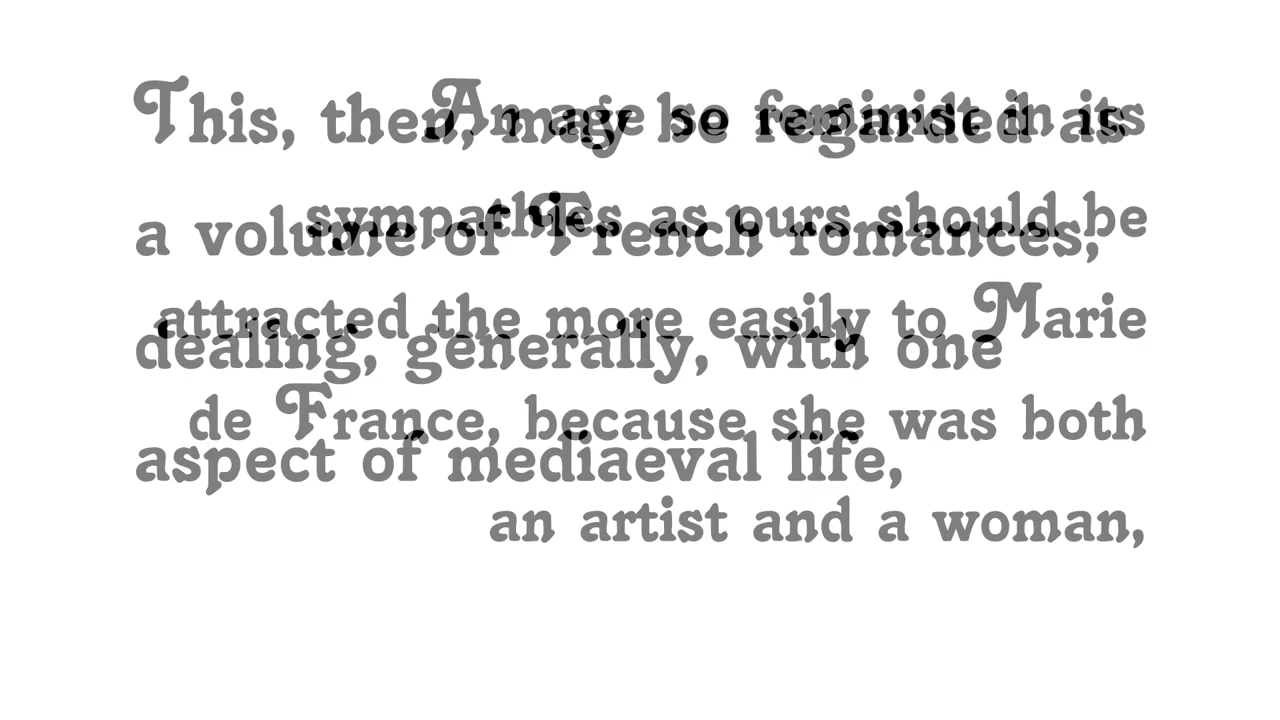 This, then, may be regarded as
a volume of French romances,
dealing, generally, with one
aspect of mediaeval life,
An age so feminist in its
sympathies as ours should be
attracted the more easily to Marie
de France, because she was both
an artist and a woman,